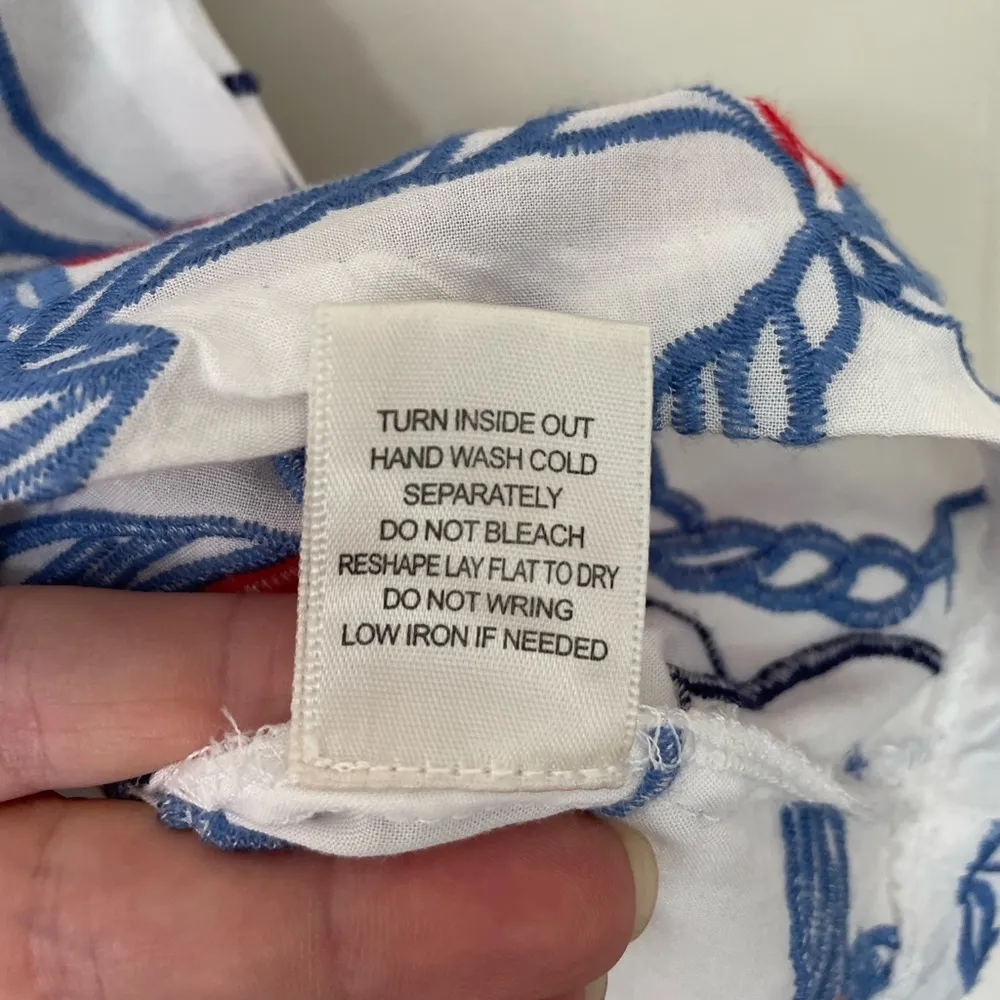 TURN INSIDE OUT
HAND WASH COLD
SEPARATELY
DO NOT BLEACH
RESHAPE LAY FLAT TO DRY
DO NOT WRING
LOW IRON IF NEEDED